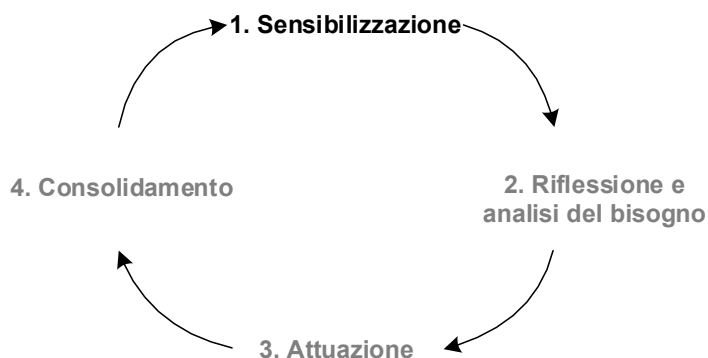 1. Sensibilizzazione
2. Riflessione e
analisi del bisogno
3. Attuazione
4. Consolidamento